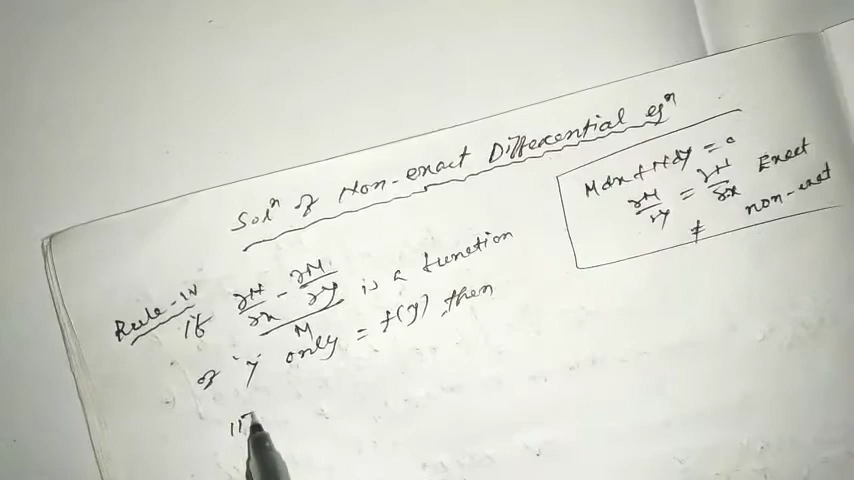 Solⁿ of Non-exact Differential eqⁿ
Mdx + Ndy = 0
∂M/∂y = ∂N/∂x Exact
≠ non-exact
Rule-IV
If (∂N/∂x - ∂M/∂y)/M is a function
of 'y' only = f(y) then